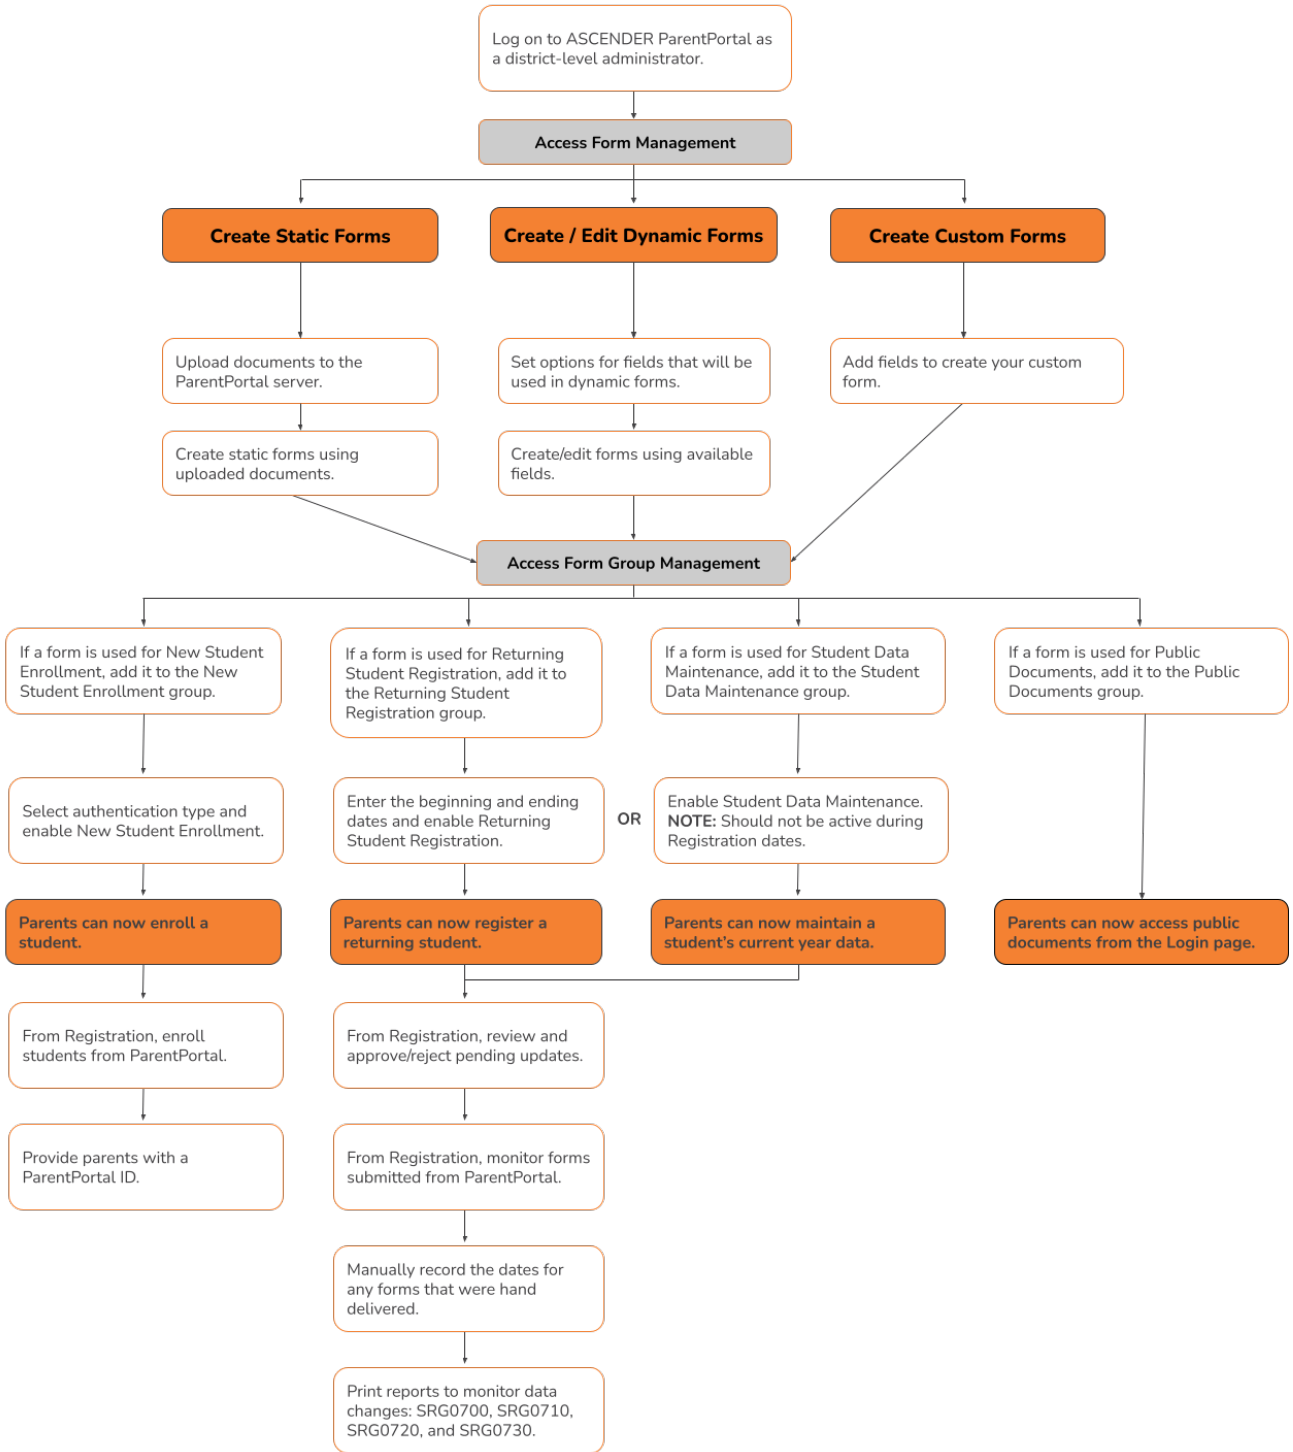 Log on to ASCENDER ParentPortal as
a district-level administrator.
Access Form Management
Create Static Forms
Create / Edit Dynamic Forms
Create Custom Forms
Upload documents to the
ParentPortal server.
Set options for fields that will be
used in dynamic forms.
Add fields to create your custom
form.
Create static forms using
uploaded documents.
Create/edit forms using available
fields.
Access Form Group Management
If a form is used for New Student
Enrollment, add it to the New
Student Enrollment group.
If a form is used for Returning
Student Registration, add it to
the Returning Student
Registration group.
If a form is used for Student Data
Maintenance, add it to the Student
Data Maintenance group.
If a form is used for Public
Documents, add it to the Public
Documents group.
Select authentication type and
enable New Student Enrollment.
Enter the beginning and ending
dates and enable Returning
Student Registration.
OR
Enable Student Data Maintenance.
NOTE: Should not be active during
Registration dates.
Parents can now enroll a
student.
Parents can now register a
returning student.
Parents can now maintain a
student's current year data.
Parents can now access public
documents from the Login page.
From Registration, enroll
students from ParentPortal.
From Registration, review and
approve/reject pending updates.
Provide parents with a
ParentPortal ID.
From Registration, monitor forms
submitted from ParentPortal.
Manually record the dates for
any forms that were hand
delivered.
Print reports to monitor data
changes: SRG0700, SRG0710,
SRG0720, and SRG0730.